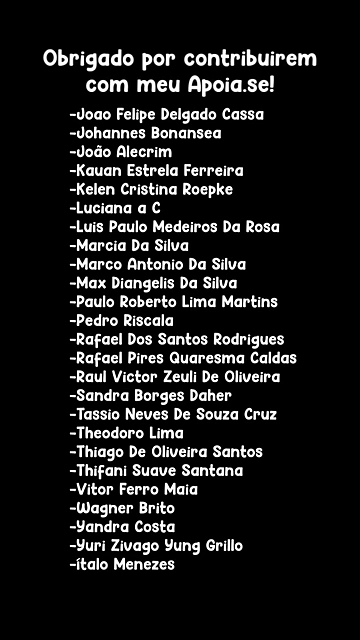 Obrigado por contribuirem
com meu Apoia.se!
-Joao Felipe Delgado Cassa
-Johannes Bonansea
-João Alecrim
-Kauan Estrela Ferreira
-Kelen Cristina Roepke
-Luciana a C
-Luis Paulo Medeiros Da Rosa
-Marcia Da Silva
-Marco Antonio Da Silva
-Max Diangelis Da Silva
-Paulo Roberto Lima Martins
-Pedro Riscala
-Rafael Dos Santos Rodrigues
-Rafael Pires Quaresma Caldas
-Raul Victor Zeuli De Oliveira
-Sandra Borges Daher
-Tassio Neves De Souza Cruz
-Theodoro Lima
-Thiago De Oliveira Santos
-Thifani Suave Santana
-Vitor Ferro Maia
-Wagner Brito
-Yandra Costa
-Yuri Zivago Yung Grillo
-ítalo Menezes